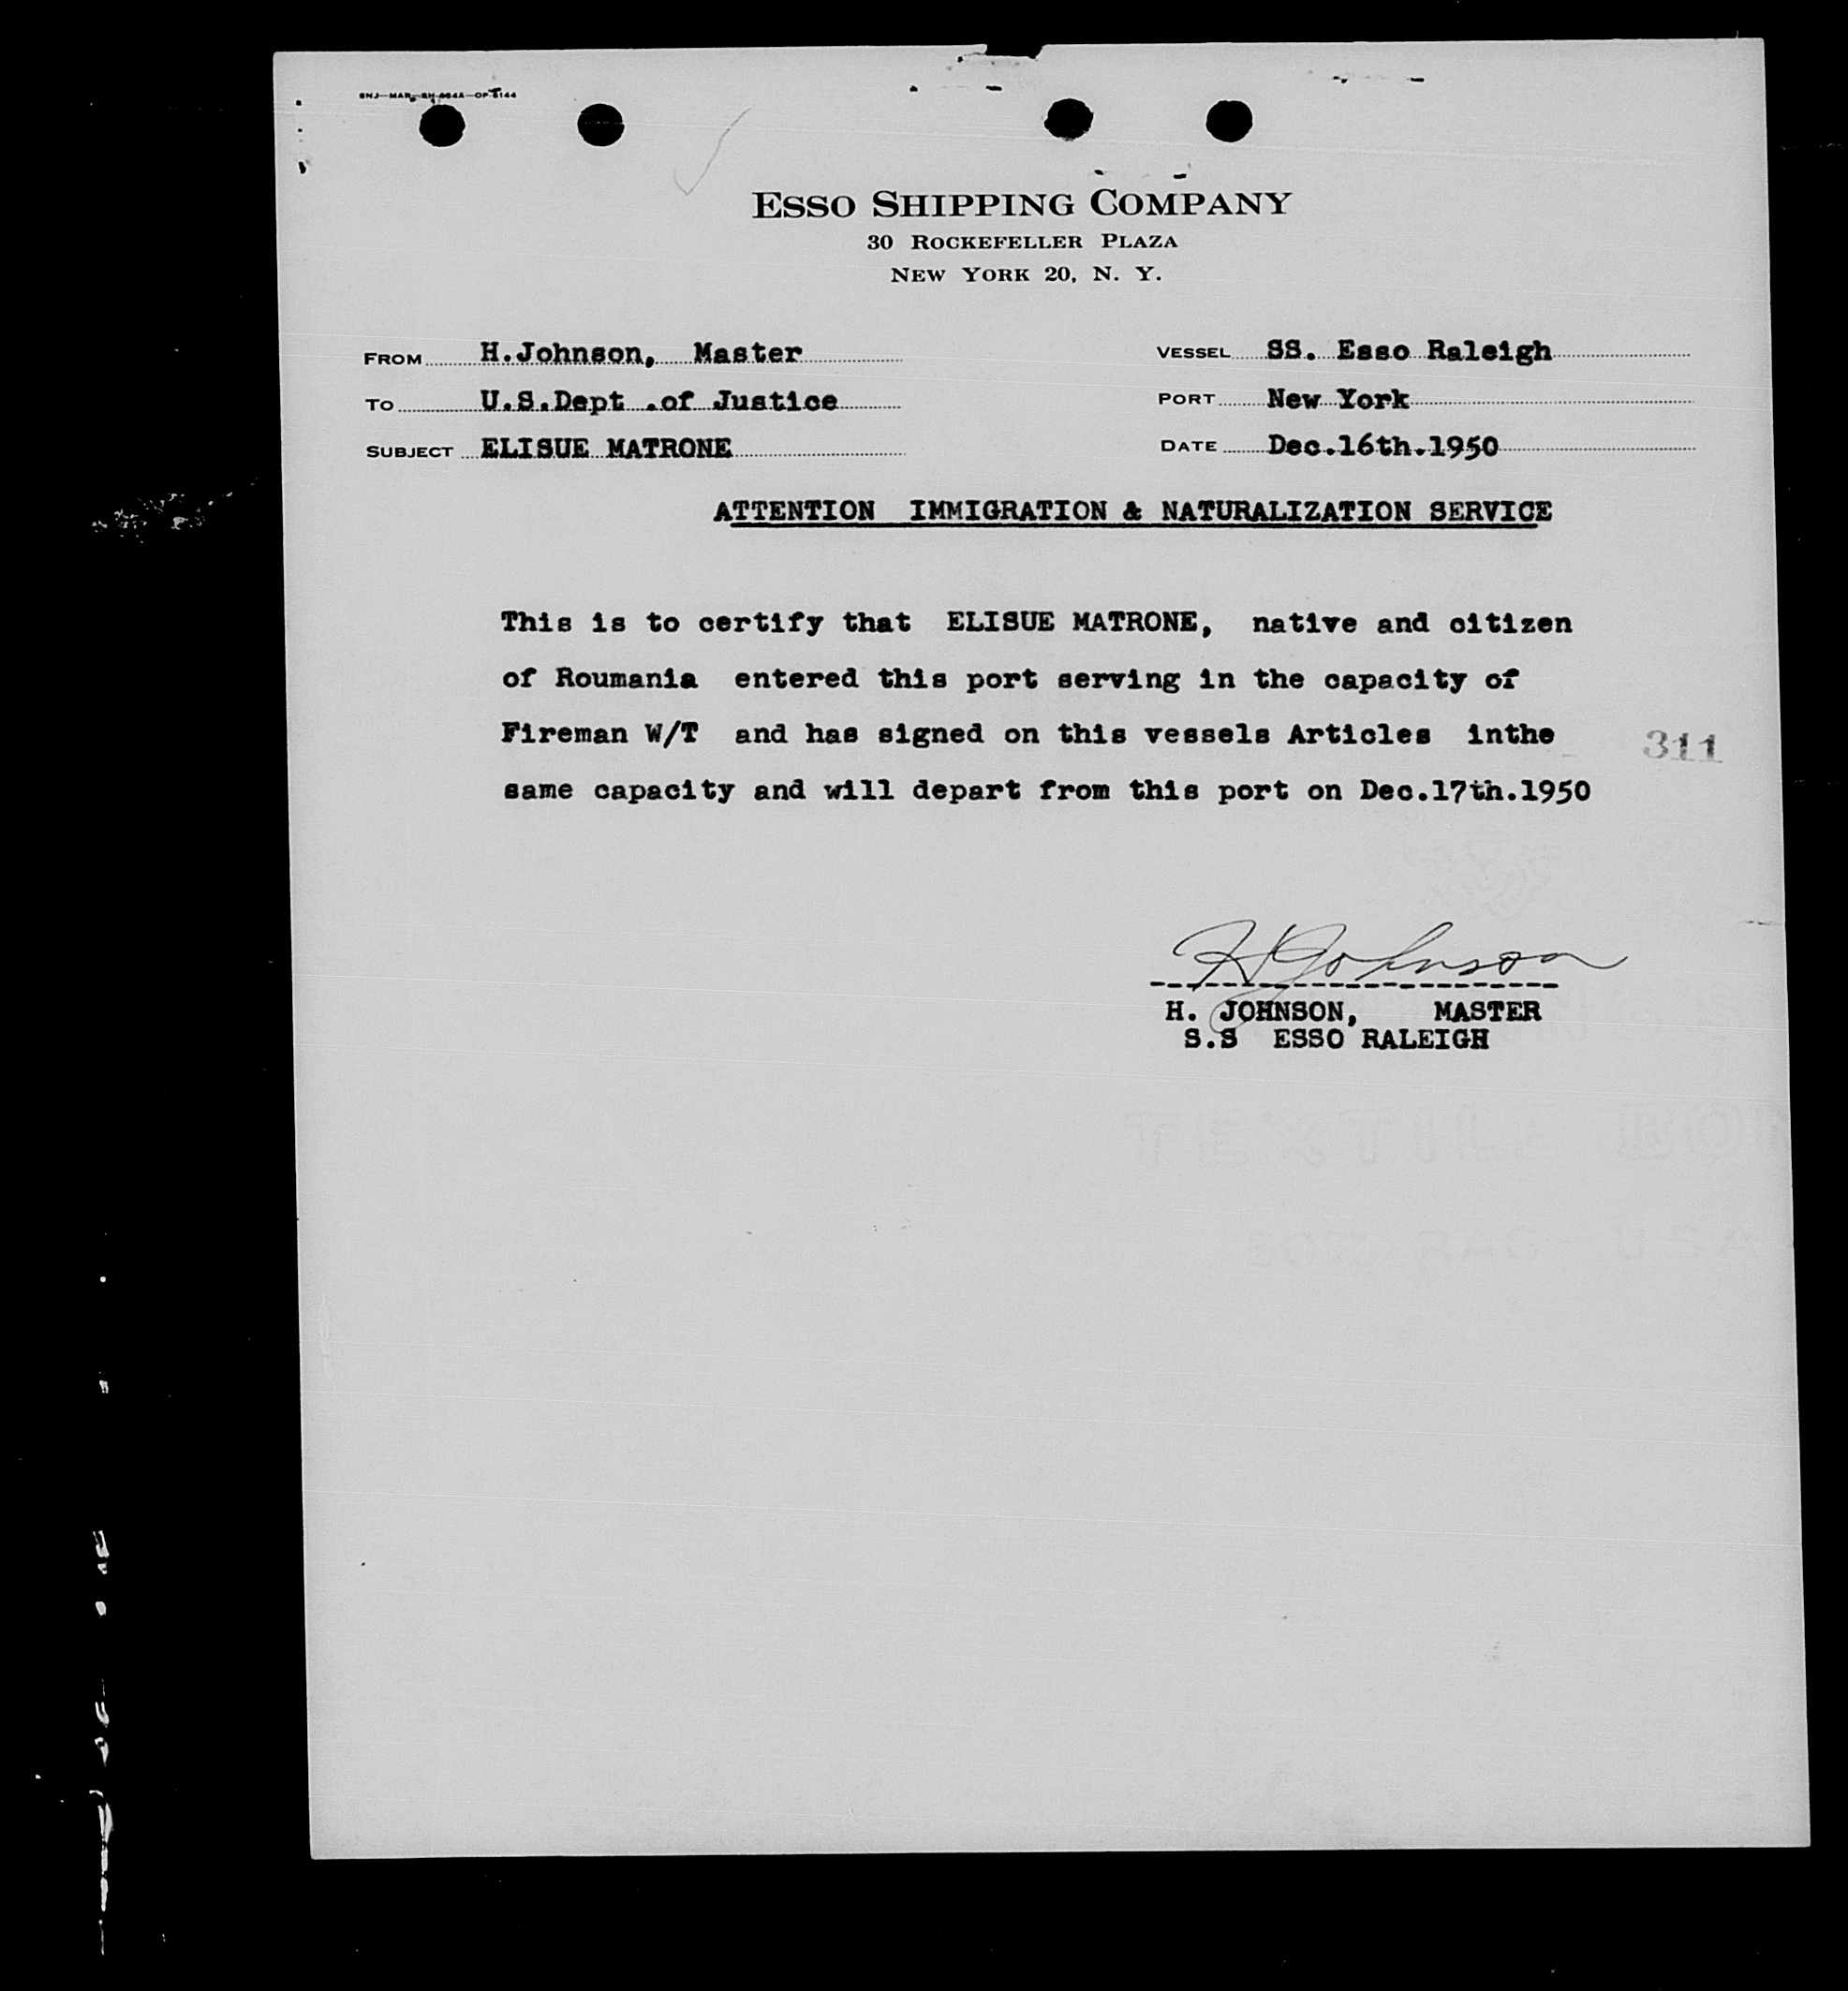 ESSO SHIPPING COMPANY
30 ROCKEFELLER PLAZA
NEW YORK 20, N. Y.
FROM H.Johnson, Master
VESSEL SS. Esso Raleigh
TO U.S.Dept .of Justice
PORT New York
SUBJECT ELISUE MATRONE
DATE Dec.16th.1950
ATTENTION IMMIGRATION & NATURALIZATION SERVICE
This is to certify that ELISUE MATRONE, native and citizen
of Roumania entered this port serving in the capacity of
Fireman W/T and has signed on this vessels Articles inthe
311
same capacity and will depart from this port on Dec.17th.1950
H Johnson
H. JOHNSON, MASTER
S.S ESSO RALEIGH